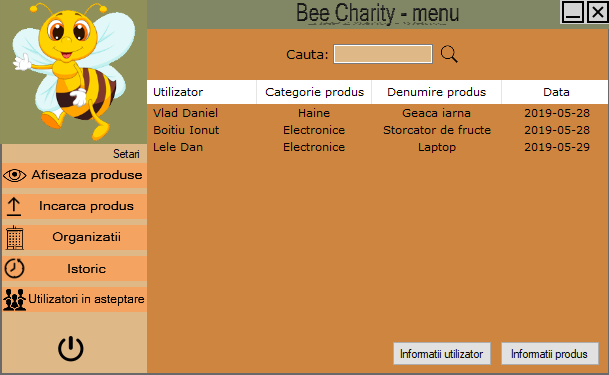 Bee Charity - menu
Cauta:
Utilizator Categorie produs Denumire produs Data
Vlad Daniel Haine Geaca iarna 2019-05-28
Boitiu Ionut Electronice Storcator de fructe 2019-05-28
Lele Dan Electronice Laptop 2019-05-29
Setari
Afiseaza produse
Incarca produs
Organizatii
Istoric
Utilizatori in asteptare
Informatii utilizator Informatii produs